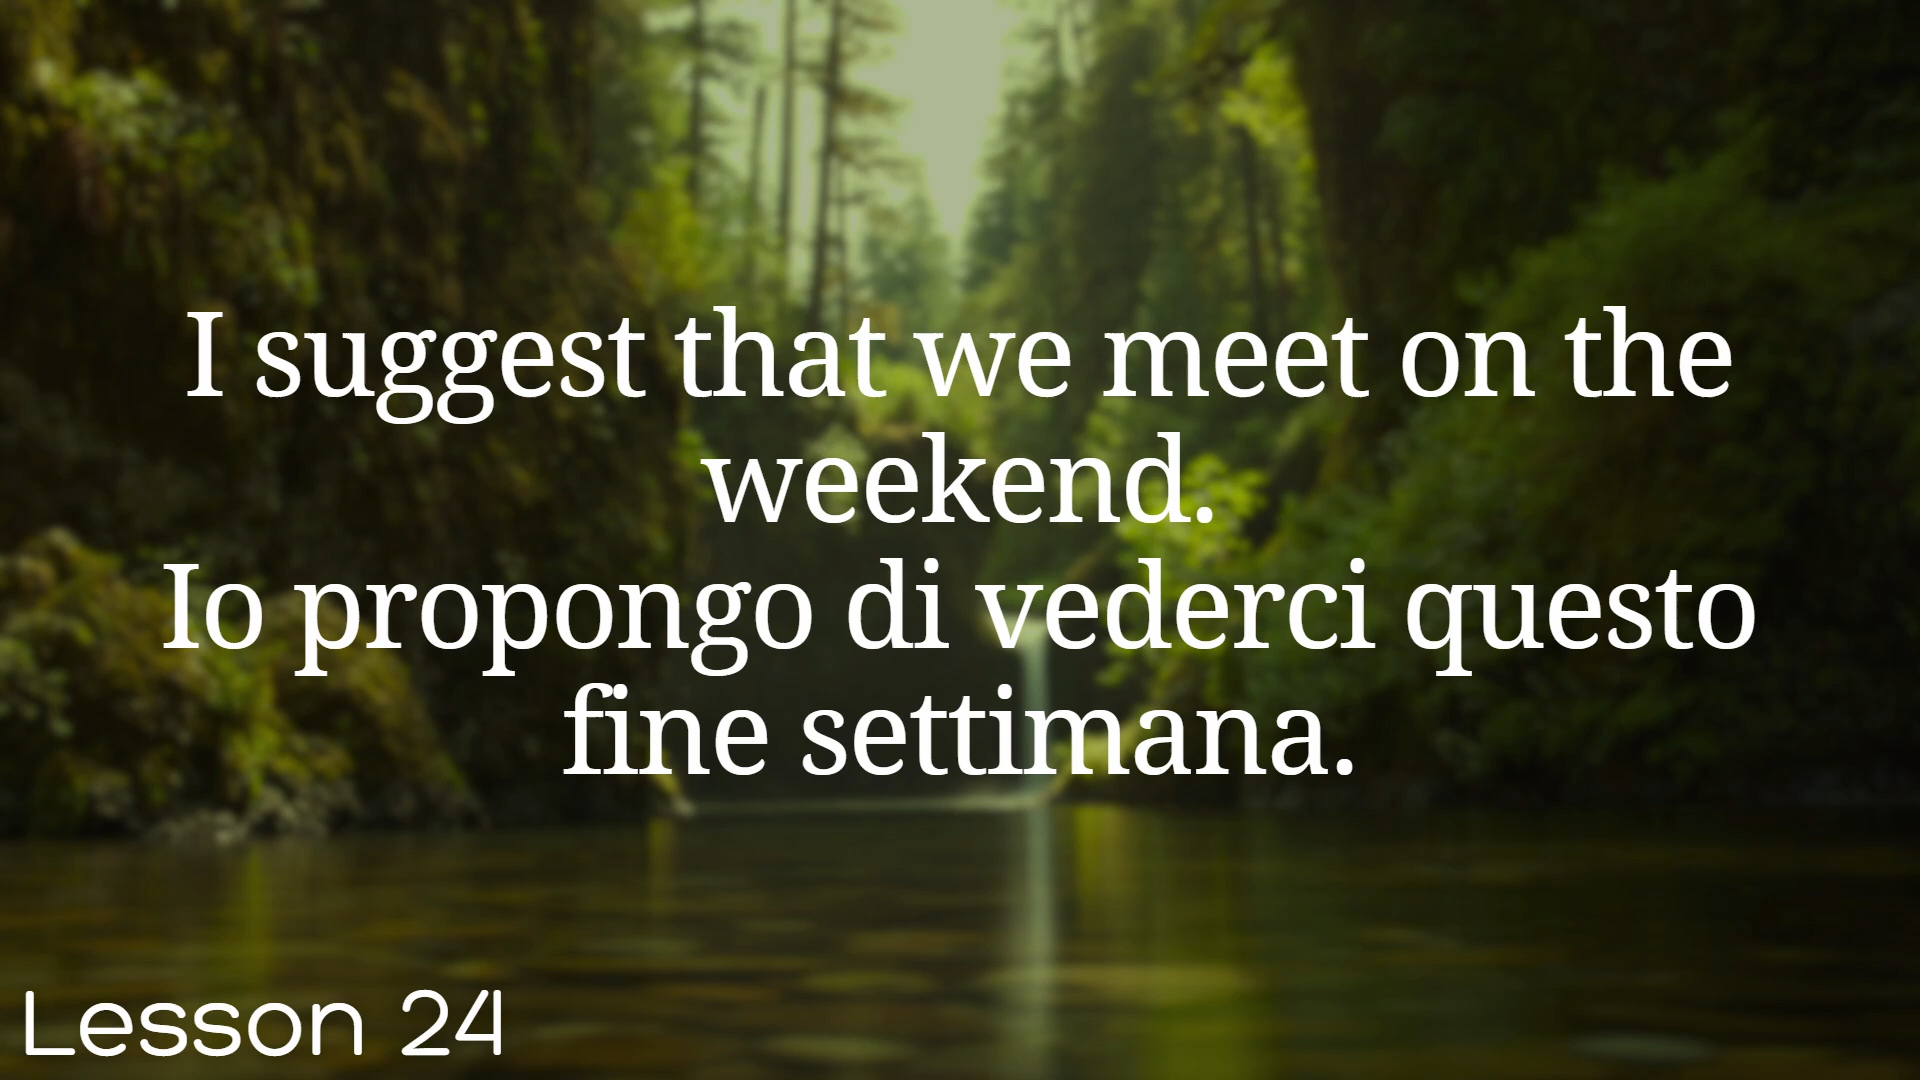 I suggest that we meet on the
weekend.
Io propongo di vederci questo
fine settimana.
Lesson 24